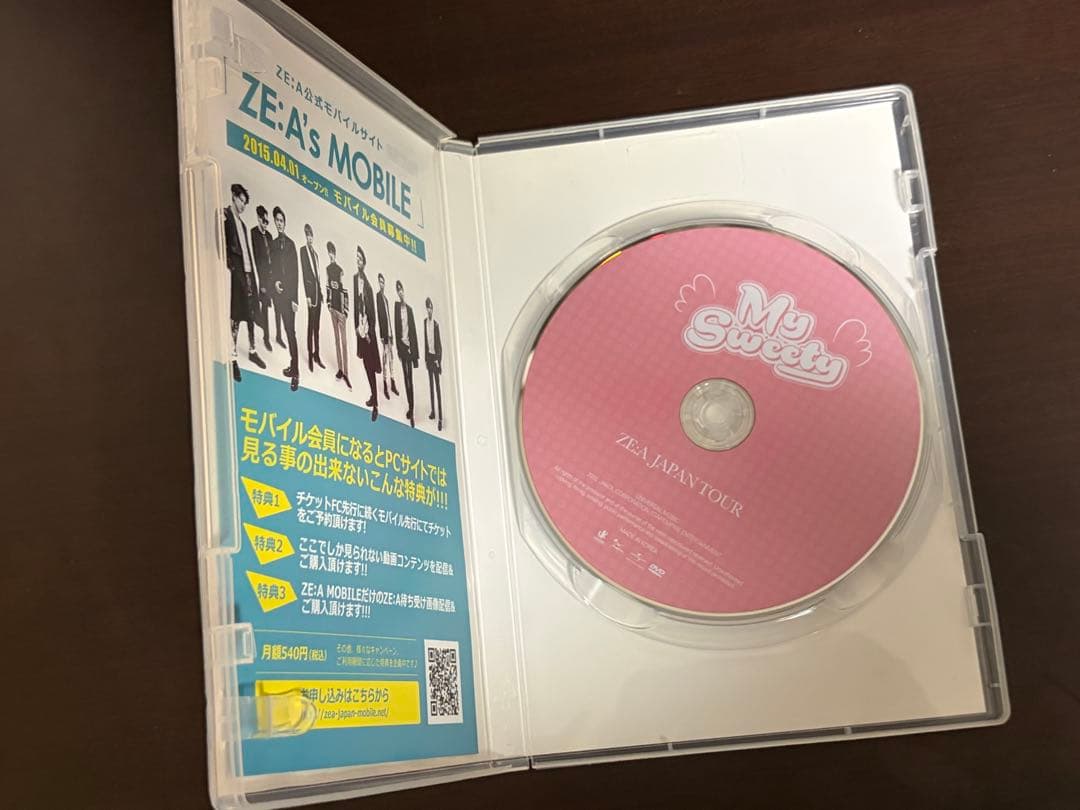 ZE:A公式モバイルサイト
ZE:A's MOBILE」
2015.04.01 オープン!! モバイル会員募集中!!
モバイル会員になるとPCサイトでは
見る事の出来ないこんな特典が!!!
特典1
チケットFC先行に続くモバイル先行にてチケット
をご予約頂けます!
特典2
ここでしか見られない動画コンテンツを配信&
ご購入頂けます!!
特典3
ZE:A MOBILEだけのZE:A待ち受け画像配信&
ご購入頂けます!!!
月額540円(税込)
その他、様々なキャンペーン、
ご利用期間に応じた特典を企画中です♪
お申し込みはこちらから
//zea-japan-mobile.net/
My
Sweety
ZE:A JAPAN TOUR
MADE IN KOREA
DVD